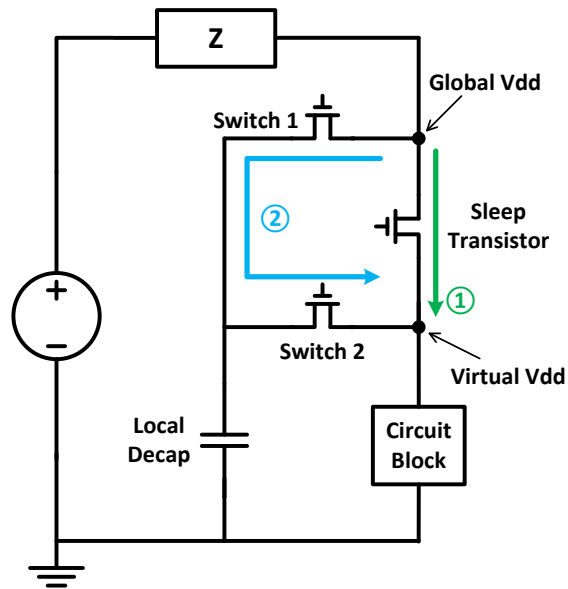 Z
Global Vdd
Switch 1
②
Sleep
Transistor
+
①
−
Switch 2
Virtual Vdd
Local
Decap
Circuit
Block